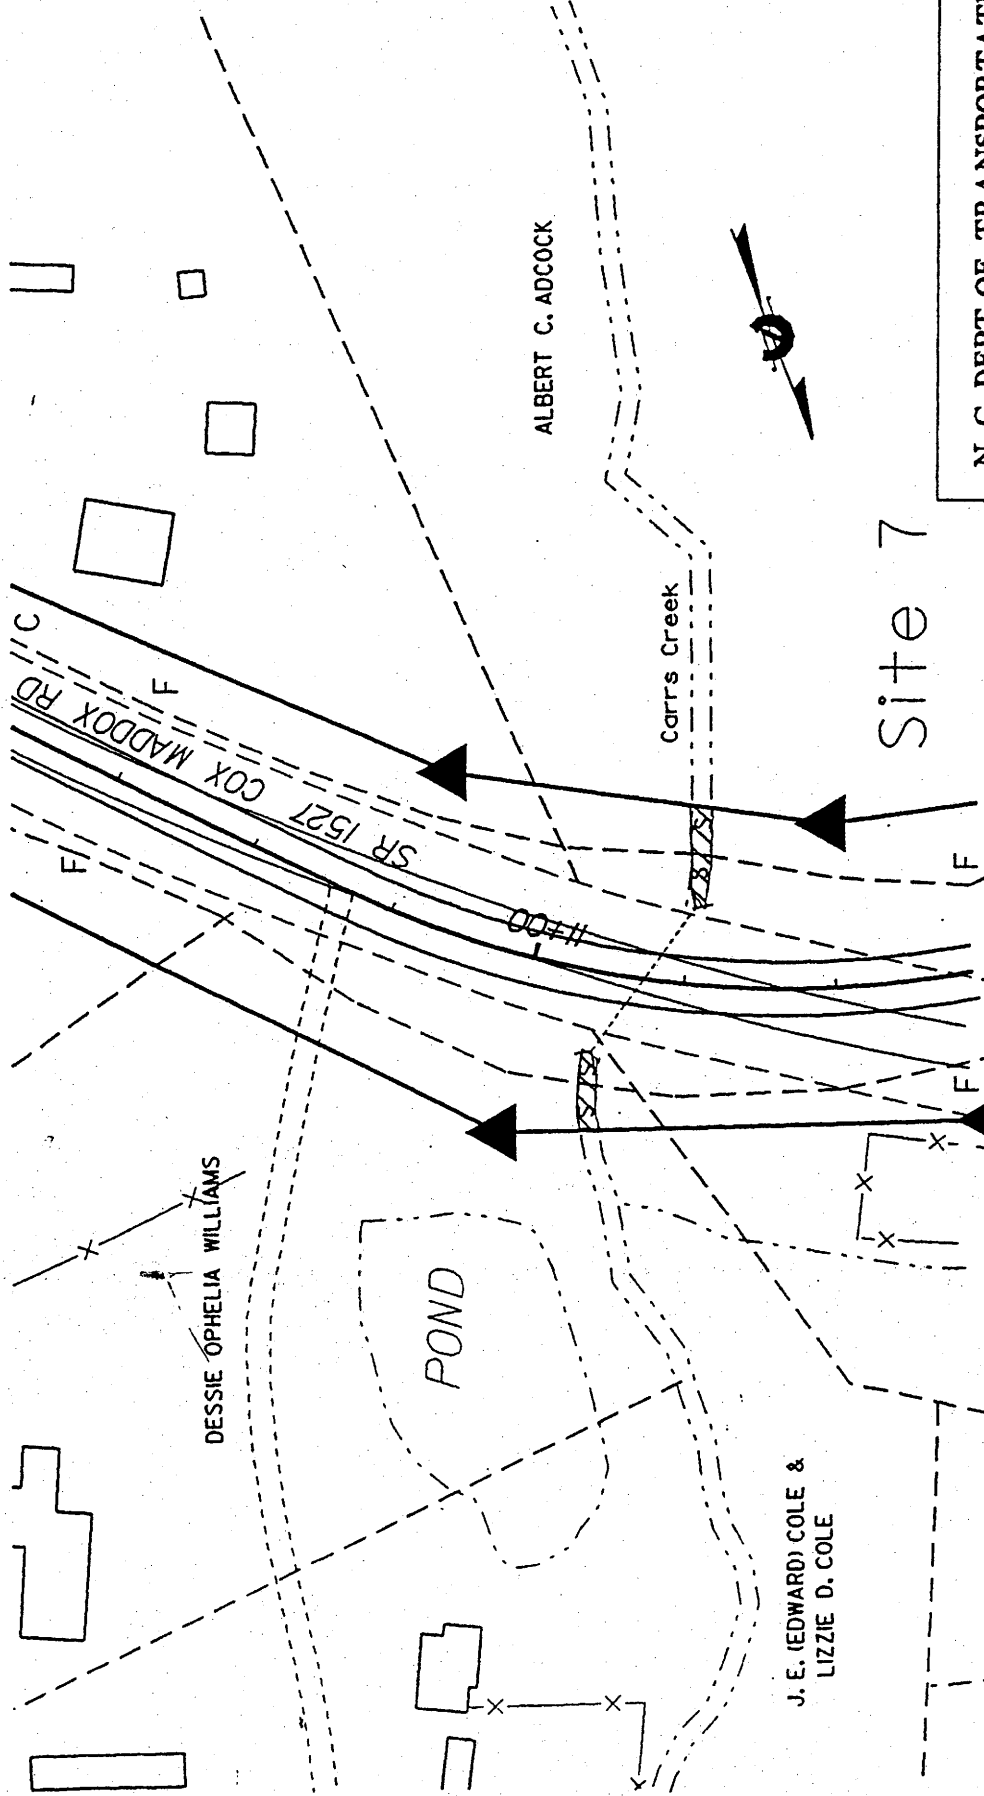 N. C. DEPT. OF
ALBERT C. ADCOCK
Carrs Creek
Site 7
C
F
SR 1527 COX MADDOX RD
F
11+00
F
F
DESSIE OPHELIA WILLIAMS
POND
J. E. (EDWARD) COLE &
LIZZIE D. COLE